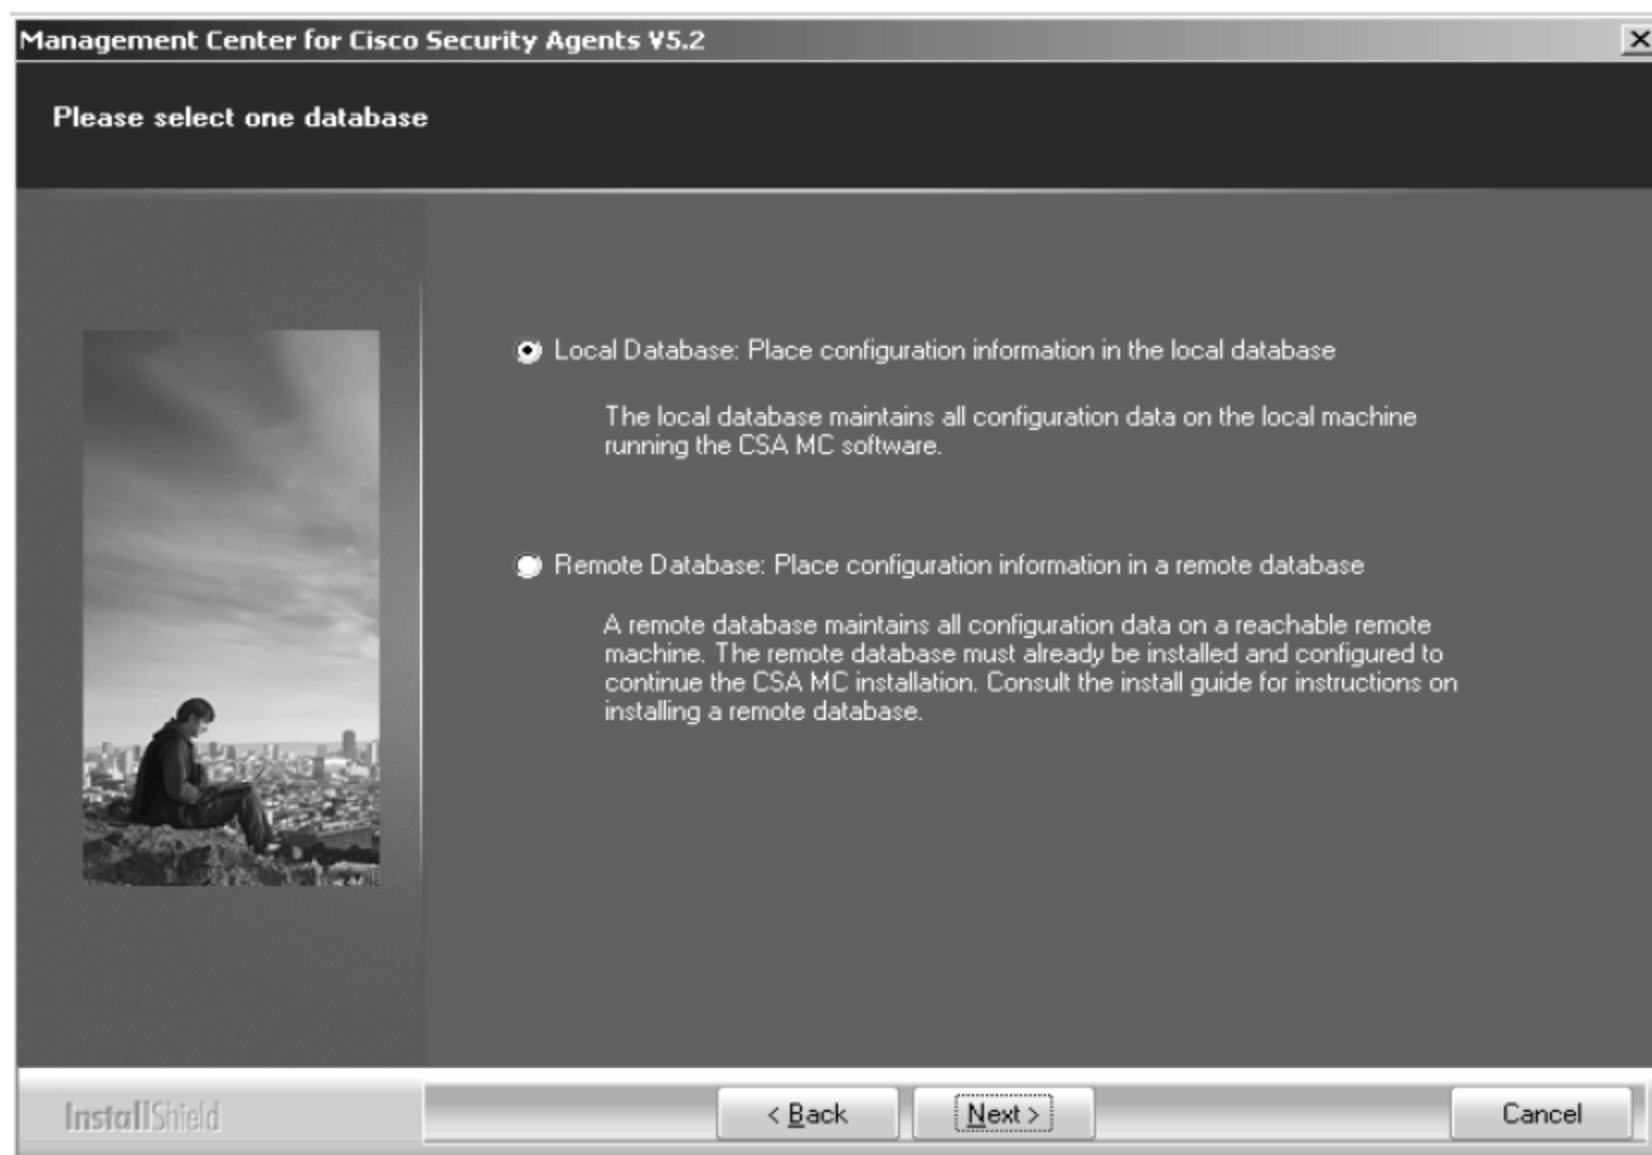 Management Center for Cisco Security Agents V5.2
Please select one database
Local Database: Place configuration information in the local database
The local database maintains all configuration data on the local machine
running the CSA MC software.
Remote Database: Place configuration information in a remote database
A remote database maintains all configuration data on a reachable remote
machine. The remote database must already be installed and configured to
continue the CSA MC installation. Consult the install guide for instructions on
installing a remote database.
InstallShield
< Back
Next >
Cancel